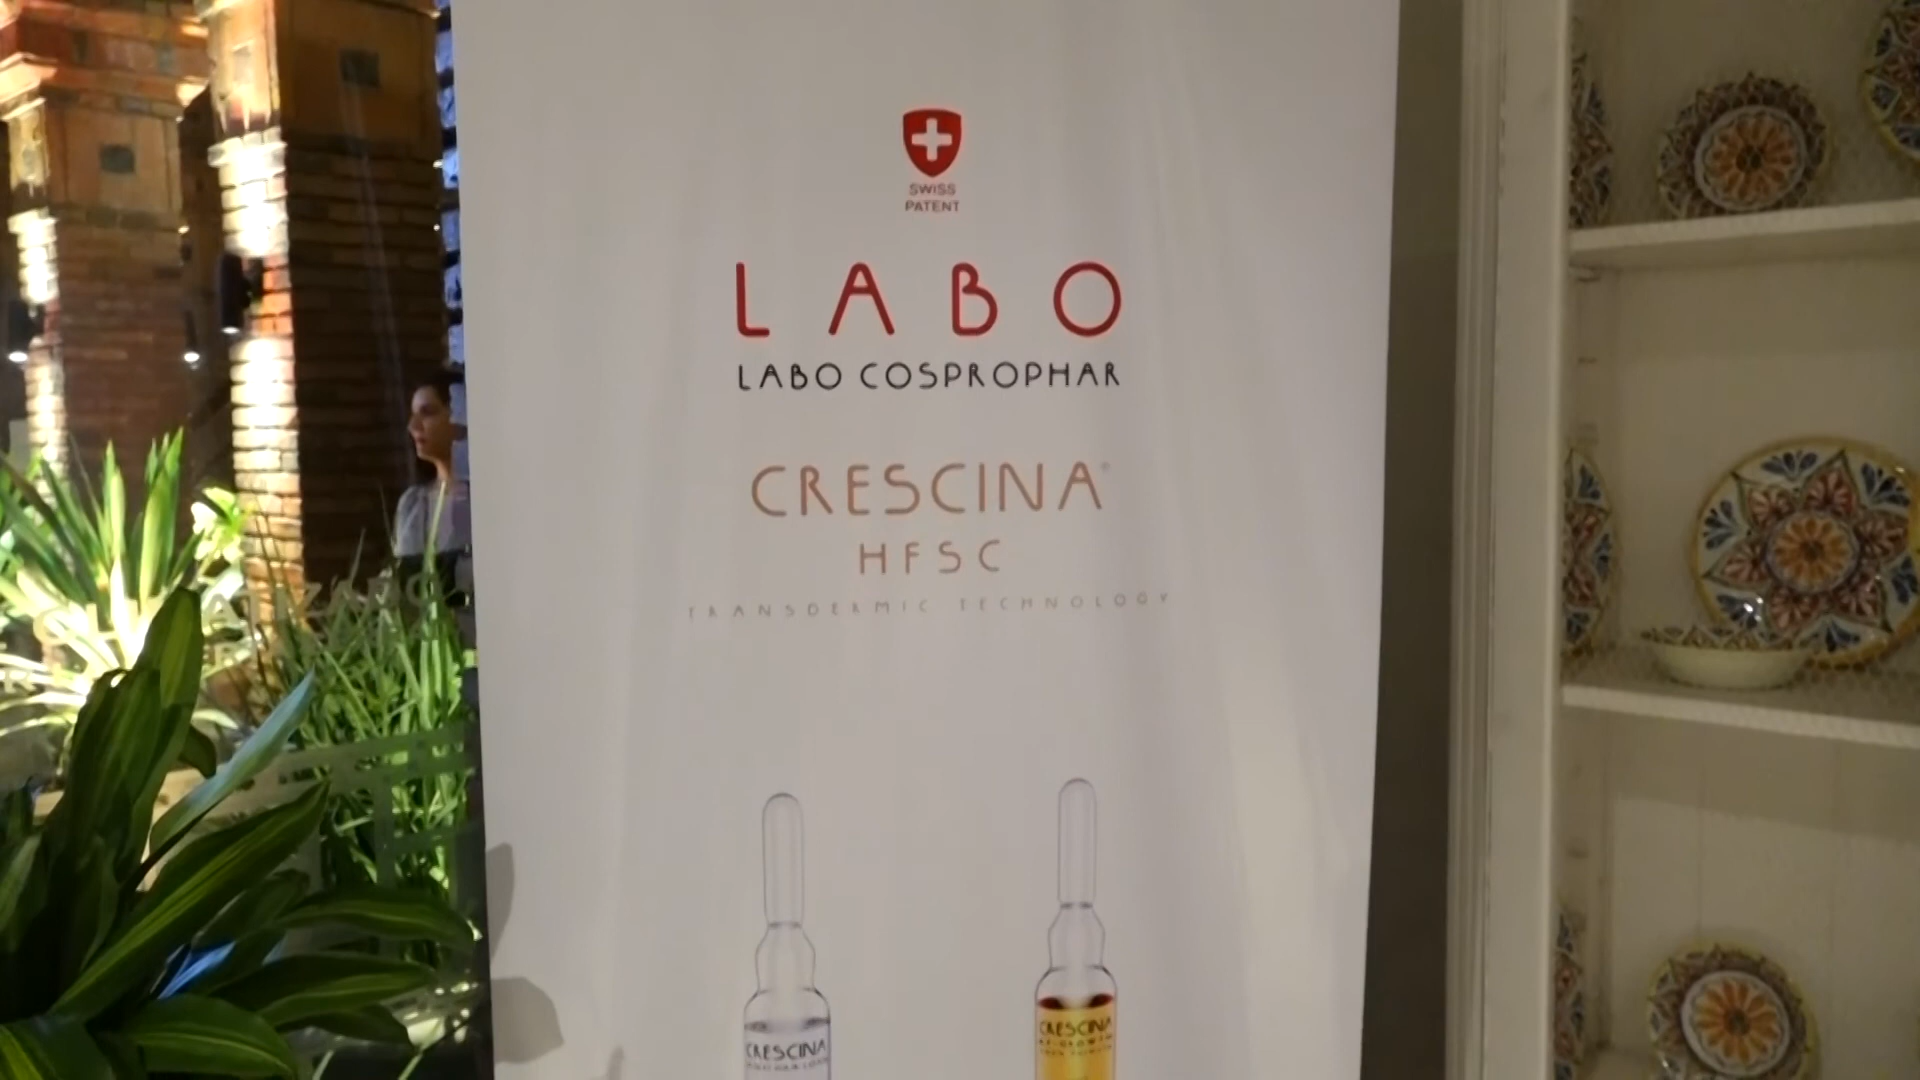 SWISS
PATENT
LABO
LABO COSPROPHAR
CRESCINA®
HFSC
TRANSDERMIC TECHNOLOGY
CRESCINA
CRESCINA